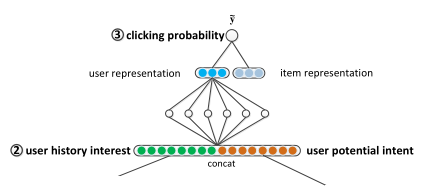 ȳ
③ clicking probability
user representation item representation
② user history interest user potential intent
concat